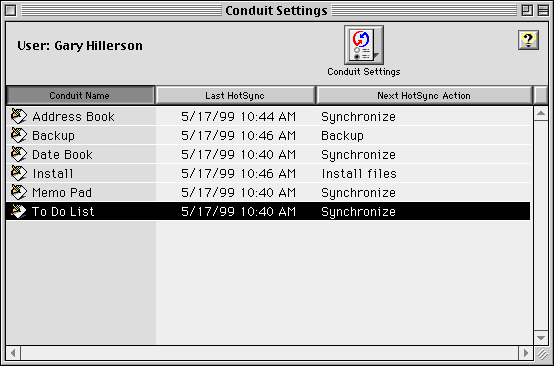 Conduit Settings
User: Gary Hillerson
?
Conduit Settings
Conduit Name Last HotSync Next HotSync Action
Address Book 5/17/99 10:44 AM Synchronize
Backup 5/17/99 10:46 AM Backup
Date Book 5/17/99 10:40 AM Synchronize
Install 5/17/99 10:46 AM Install files
Memo Pad 5/17/99 10:40 AM Synchronize
To Do List 5/17/99 10:40 AM Synchronize